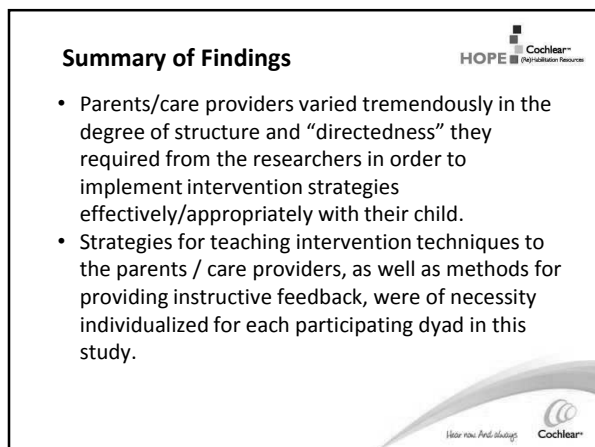 Summary of Findings
HOPE Cochlear™
(Re)Habilitation Resources
• Parents/care providers varied tremendously in the
degree of structure and “directedness” they
required from the researchers in order to
implement intervention strategies
effectively/appropriately with their child.
• Strategies for teaching intervention techniques to
the parents / care providers, as well as methods for
providing instructive feedback, were of necessity
individualized for each participating dyad in this
study.
Hear now. And always
Cochlear™